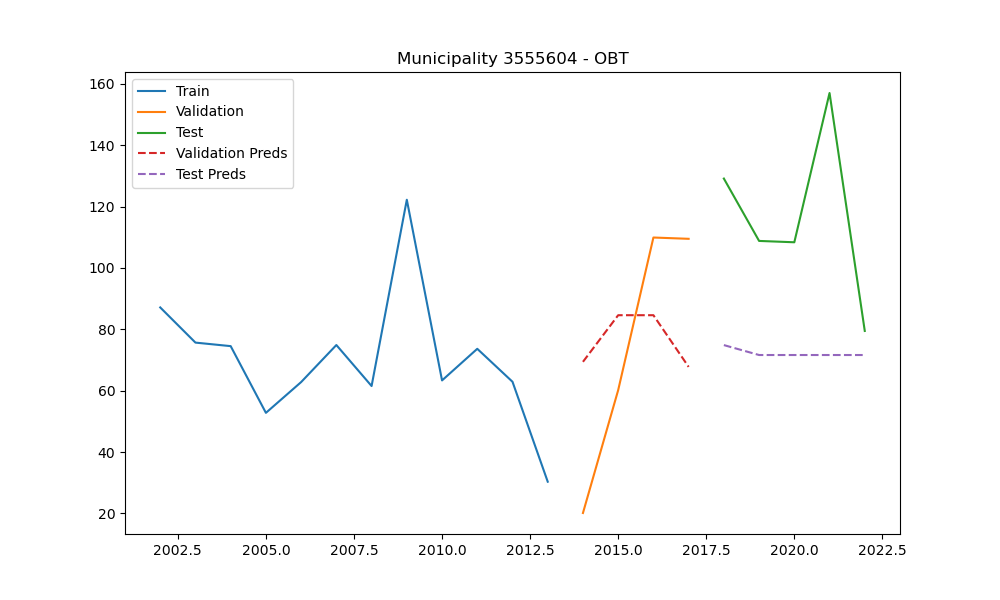 Municipality 3555604 - OBT
160
140
120
100
80
60
40
20
Train
Validation
Test
Validation Preds
Test Preds
2002.5 2005.0 2007.5 2010.0 2012.5 2015.0 2017.5 2020.0 2022.5